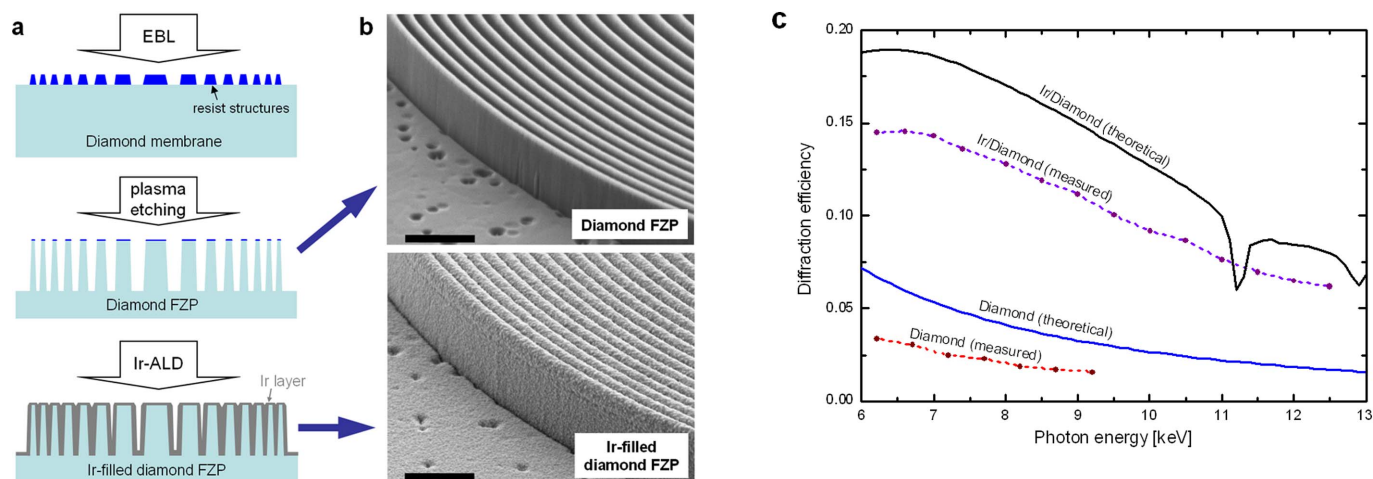 a
EBL
resist structures
Diamond membrane
plasma
etching
Diamond FZP
Ir-ALD
Ir layer
Ir-filled diamond FZP
b
Diamond FZP
Ir-filled
diamond FZP
c
0.20
0.15
0.10
0.05
0.00
Diffraction efficiency
Ir/Diamond (theoretical)
Ir/Diamond (measured)
Diamond (theoretical)
Diamond (measured)
6 7 8 9 10 11 12 13
Photon energy [keV]